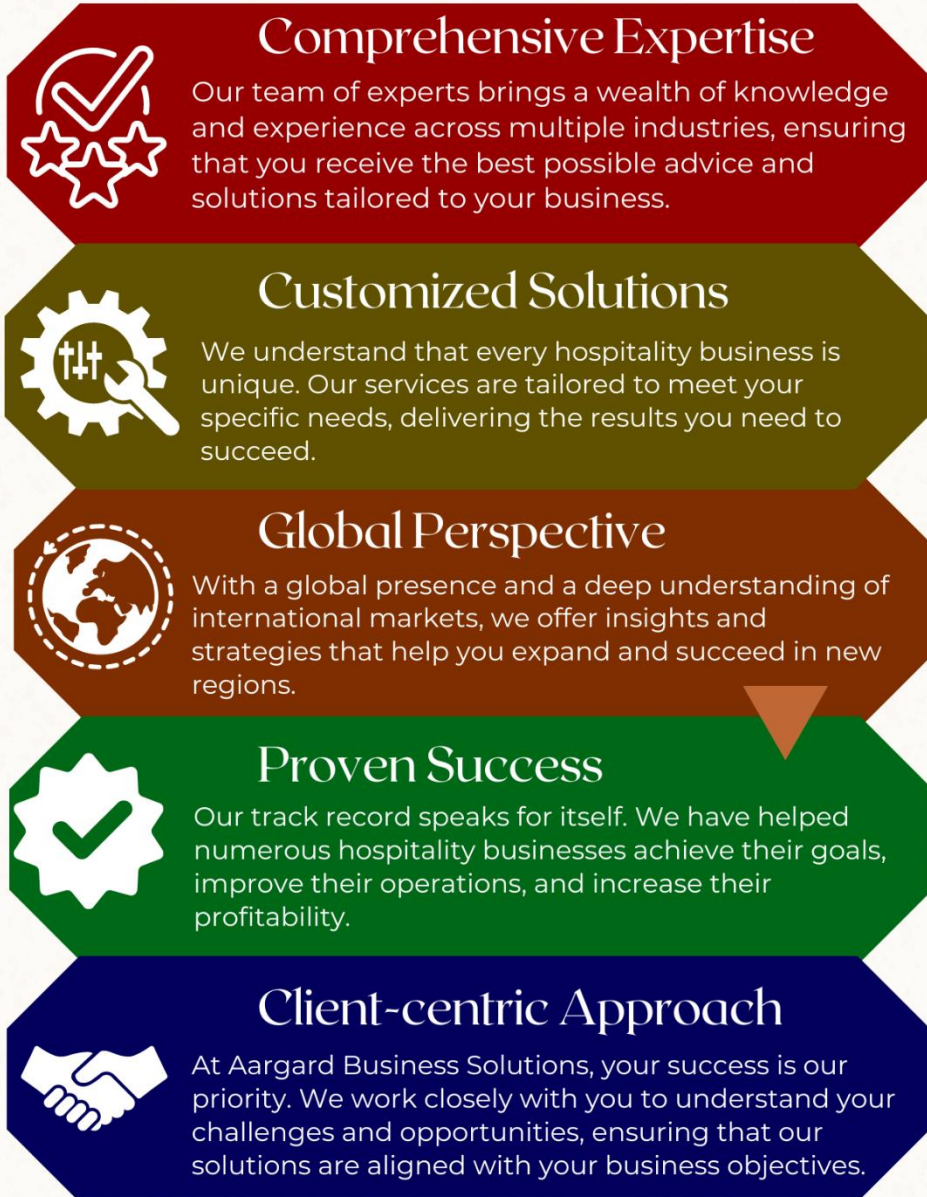 Comprehensive Expertise
Our team of experts brings a wealth of knowledge
and experience across multiple industries, ensuring
that you receive the best possible advice and
solutions tailored to your business.
Customized Solutions
We understand that every hospitality business is
unique. Our services are tailored to meet your
specific needs, delivering the results you need to
succeed.
Global Perspective
With a global presence and a deep understanding of
international markets, we offer insights and
strategies that help you expand and succeed in new
regions.
Proven Success
Our track record speaks for itself. We have helped
numerous hospitality businesses achieve their goals,
improve their operations, and increase their
profitability.
Client-centric Approach
At Aargard Business Solutions, your success is our
priority. We work closely with you to understand your
challenges and opportunities, ensuring that our
solutions are aligned with your business objectives.